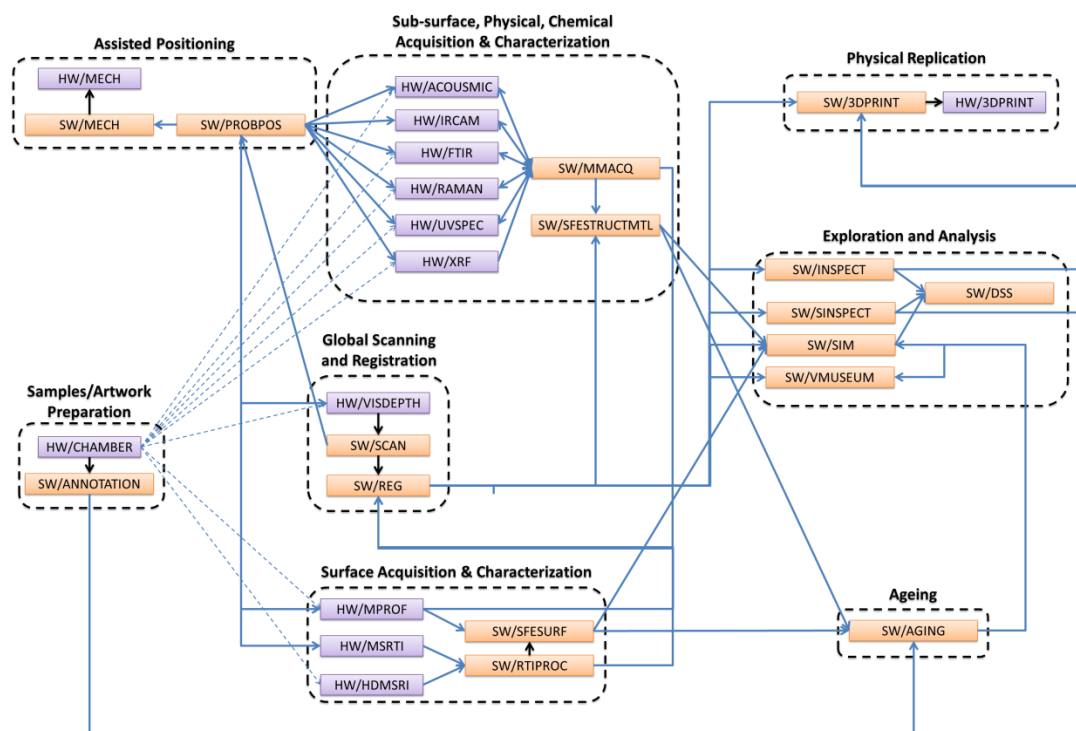 Assisted Positioning
HW/MECH
SW/MECH
SW/PROBPOS
Sub-surface, Physical, Chemical
Acquisition & Characterization
HW/ACOUSMIC
HW/IRCAM
HW/FTIR
HW/RAMAN
HW/UVSPEC
HW/XRF
SW/MMACQ
SW/SFESTRUCTMTL
Physical Replication
SW/3DPRINT
HW/3DPRINT
Exploration and Analysis
SW/INSPECT
SW/DSS
SW/SINSPECT
SW/SIM
SW/VMUSEUM
Global Scanning
and Registration
HW/VISDEPTH
SW/SCAN
SW/REG
Samples/Artwork
Preparation
HW/CHAMBER
SW/ANNOTATION
Surface Acquisition & Characterization
HW/MPROF
HW/MSRTI
HW/HDMSRI
SW/SFESURF
SW/RTIPROC
Ageing
SW/AGING